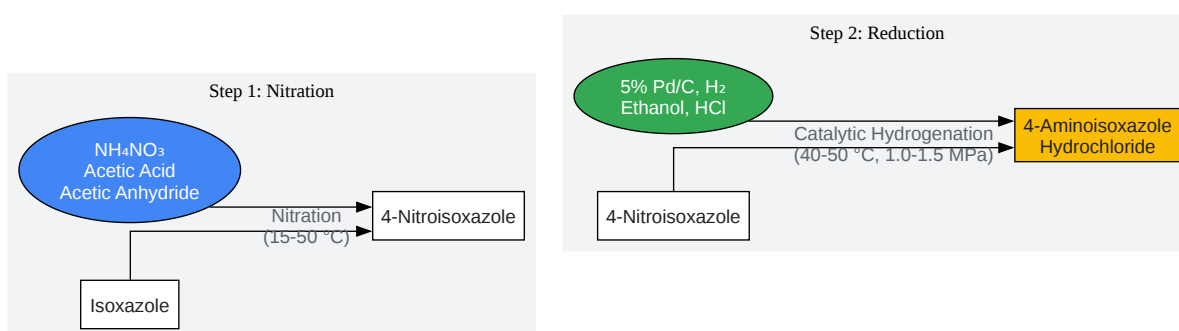 Step 1: Nitration
NH₄NO₃
Acetic Acid
Acetic Anhydride
Nitration
(15-50 °C)
4-Nitroisoxazole
Isoxazole
Step 2: Reduction
5% Pd/C, H₂
Ethanol, HCl
Catalytic Hydrogenation
(40-50 °C, 1.0-1.5 MPa)
4-Aminoisoxazole
Hydrochloride
4-Nitroisoxazole